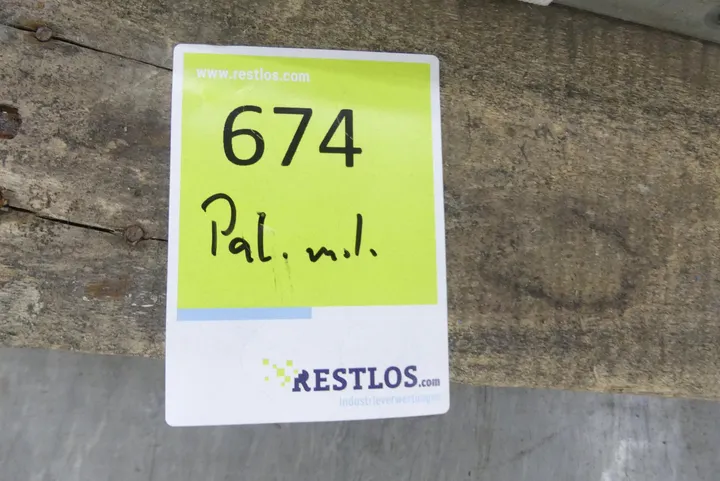 www.restlos.com
674
Pal. m.I.
RESTLOS.com
Industrieverwertungen